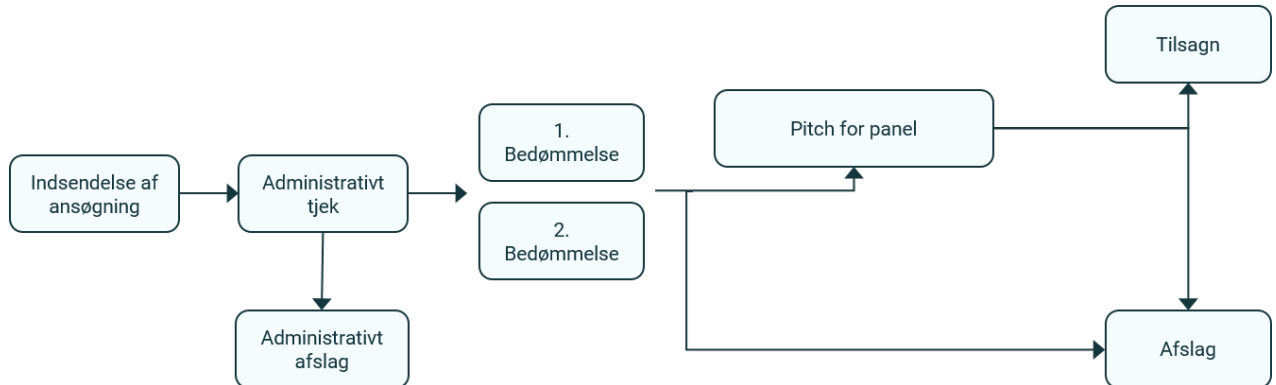 Indsendelse af
ansøgning
Administrativt
tjek
Administrativt
afslag
1.
Bedømmelse
2.
Bedømmelse
Pitch for panel
Tilsagn
Afslag